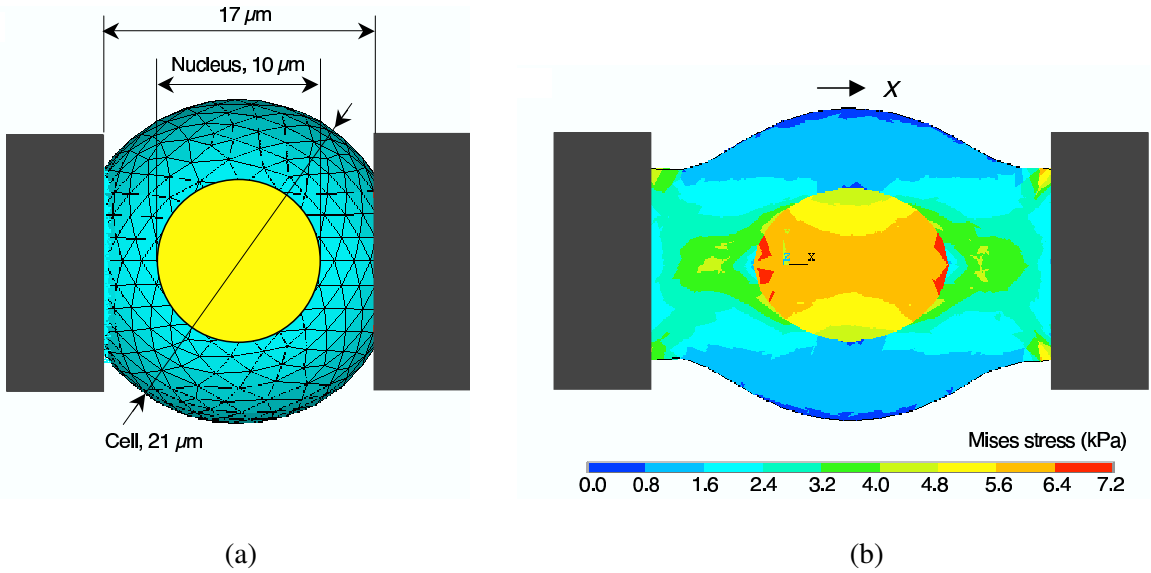 17 µm
Nucleus, 10 µm
Cell, 21 µm
(a)
X
z x
Mises stress (kPa)
0.0 0.8 1.6 2.4 3.2 4.0 4.8 5.6 6.4 7.2
(b)